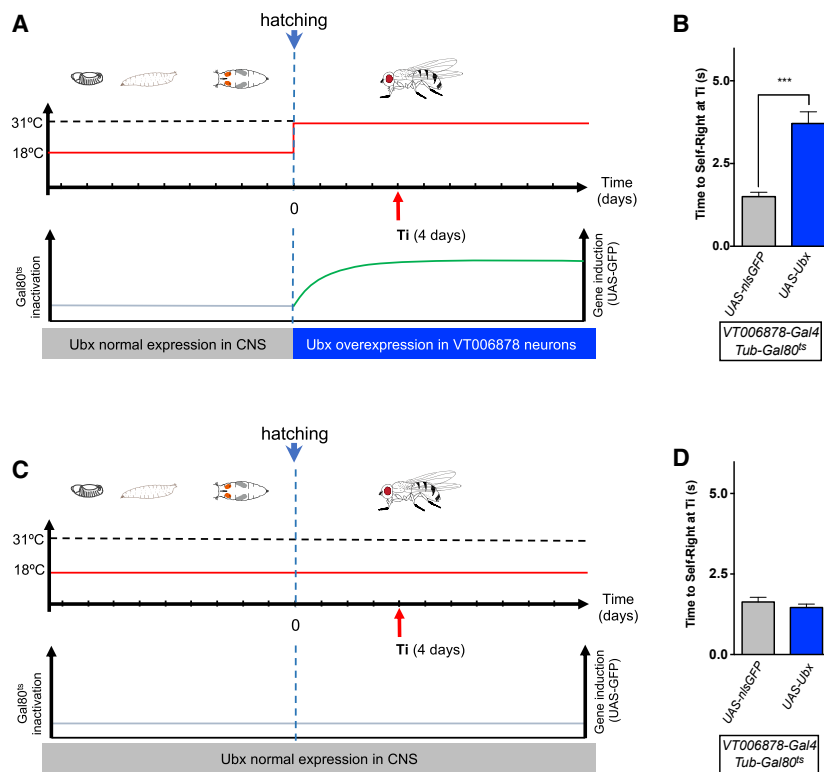 A
hatching
31ºC
18ºC
Time
(days)
0
Ti (4 days)
Gal80ts
inactivation
Gene induction
(UAS-GFP)
Ubx normal expression in CNS
Ubx overexpression in VT006878 neurons
B
Time to Self-Right at Ti (s)
5.0
2.5
0.0
***
UAS-nlsGFP
UAS-Ubx
VT006878-Gal4
Tub-Gal80ts
C
hatching
31ºC
18ºC
Time
(days)
0
Ti (4 days)
Gal80ts
inactivation
Gene induction
(UAS-GFP)
Ubx normal expression in CNS
D
Time to Self-Right at Ti (s)
5.0
2.5
0.0
UAS-nlsGFP
UAS-Ubx
VT006878-Gal4
Tub-Gal80ts